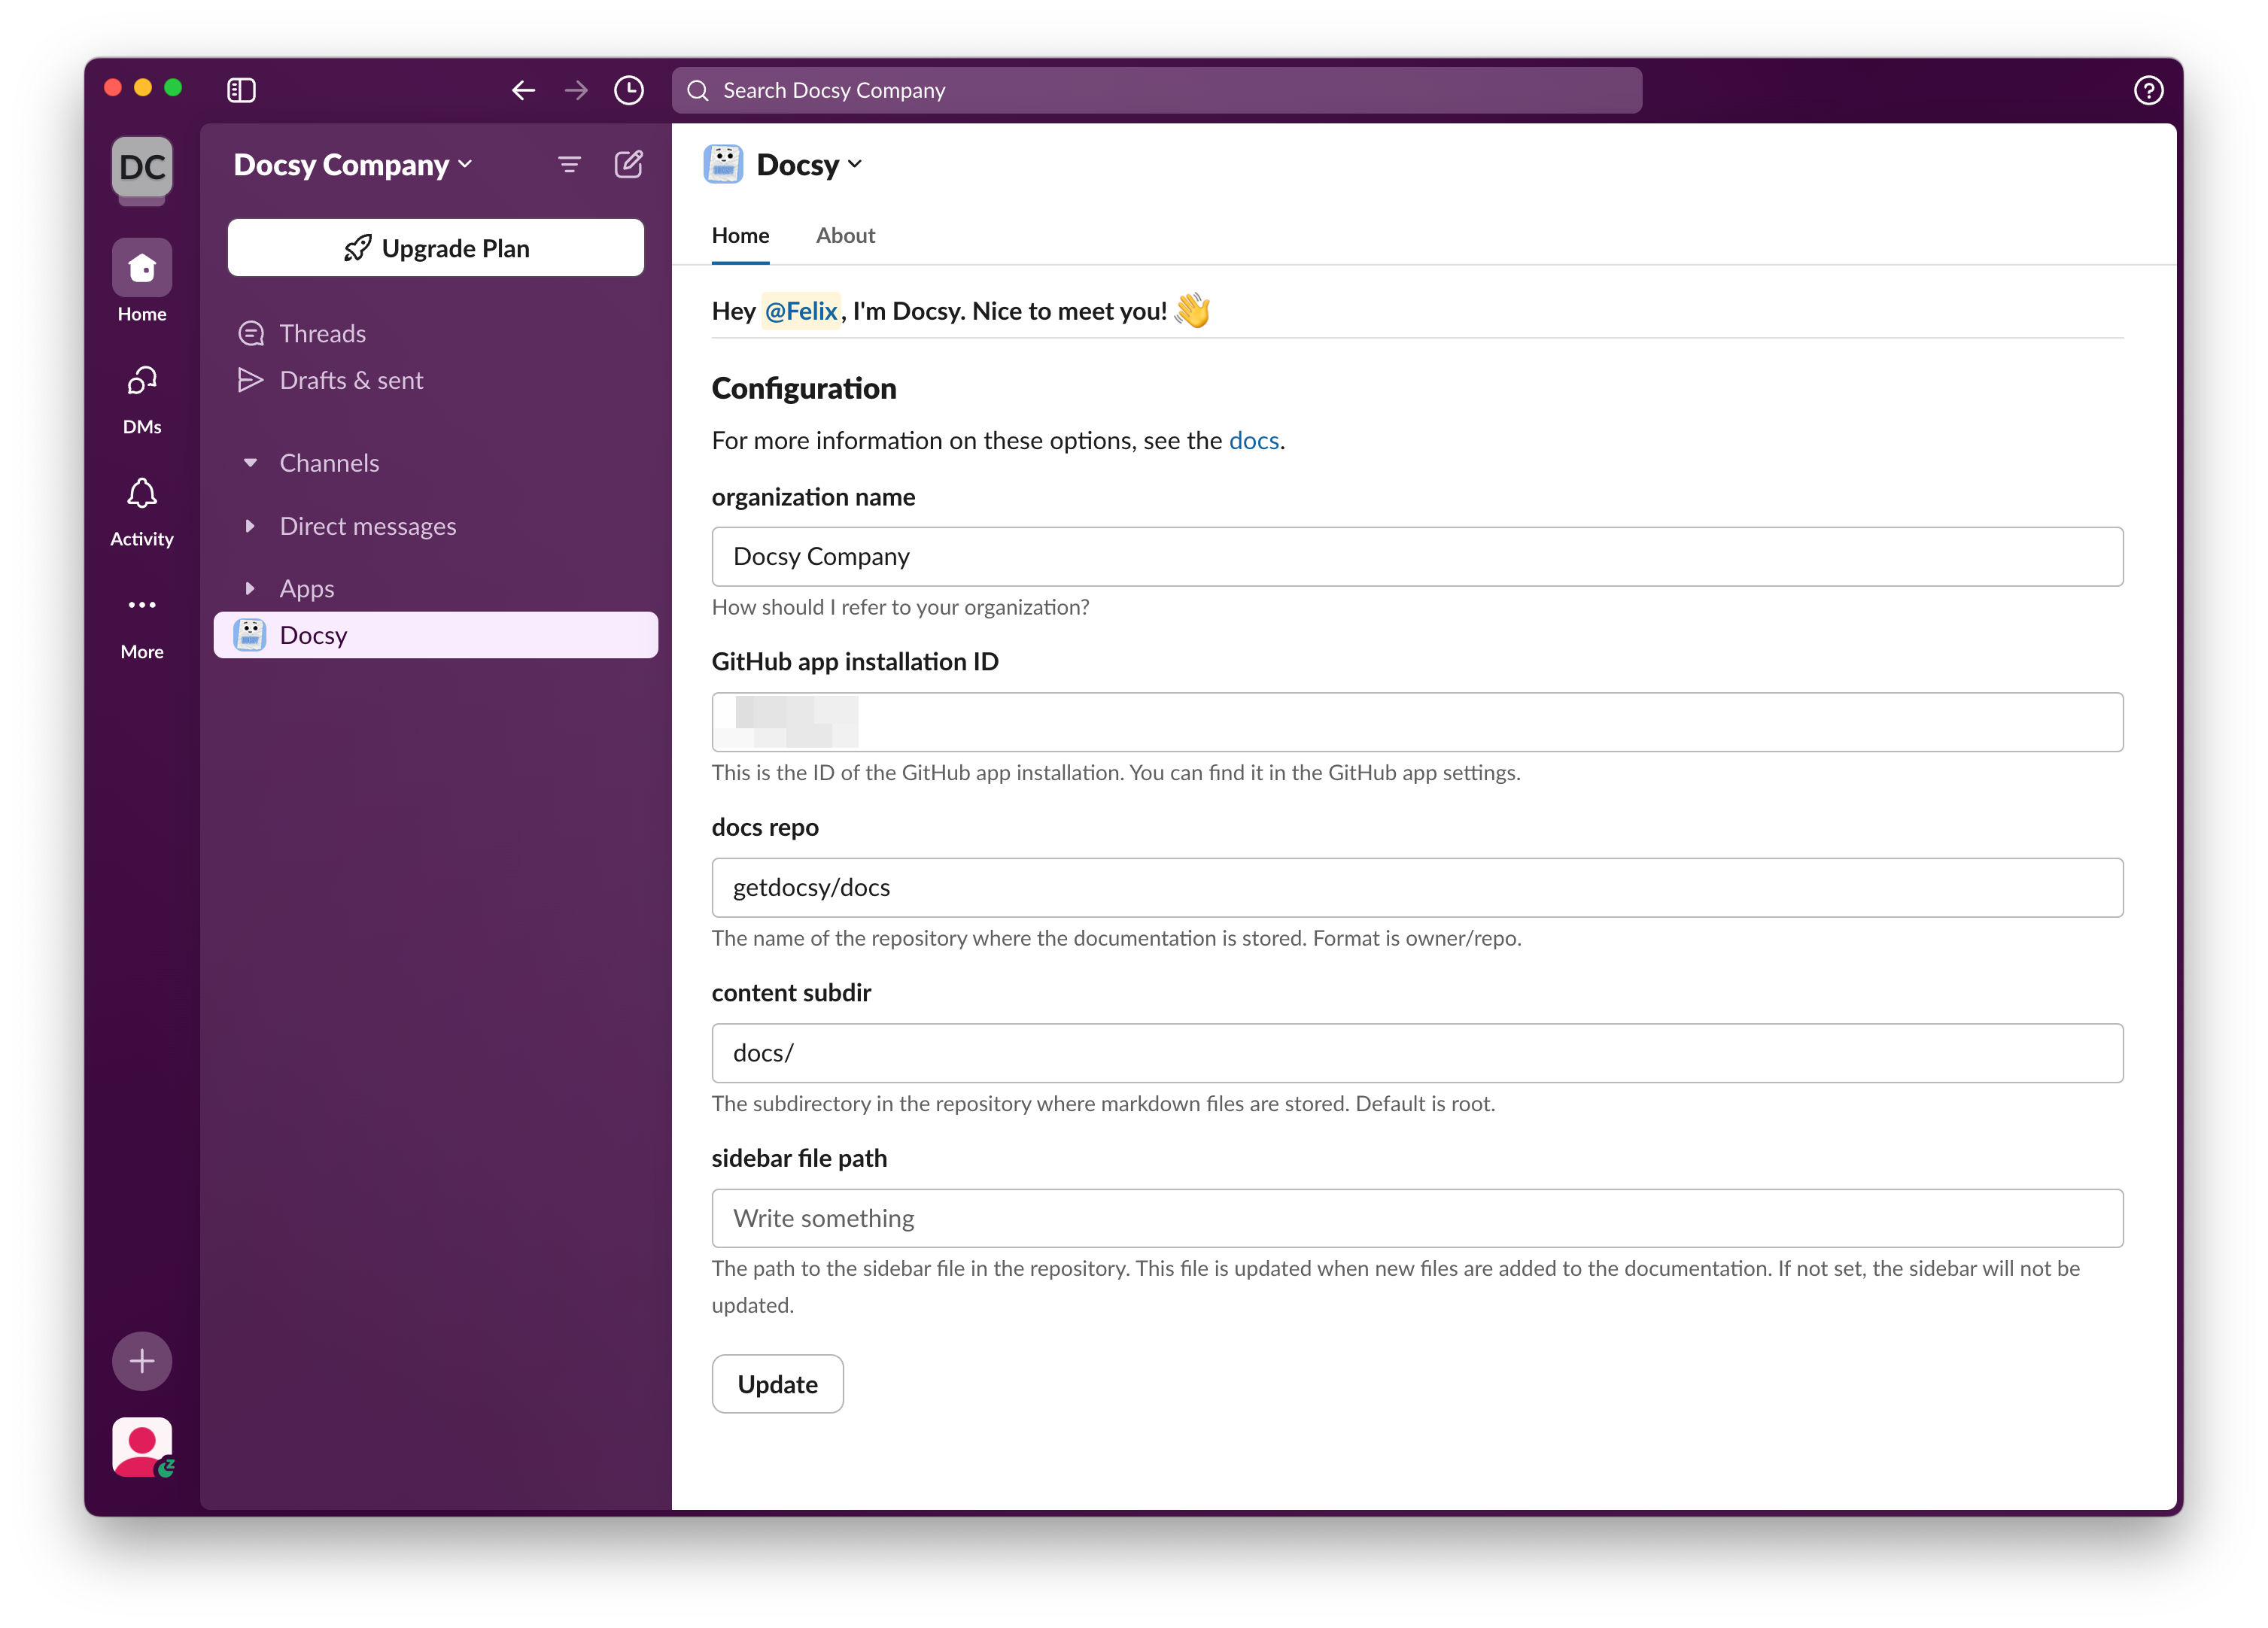 Search Docsy Company
DC
Home
DMs
Activity
More
Docsy Company
Upgrade Plan
Threads
Drafts & sent
Channels
Direct messages
Apps
Docsy
Docsy
Home About
Hey @Felix, I'm Docsy. Nice to meet you! 👋
Configuration
For more information on these options, see the docs.
organization name
Docsy Company
How should I refer to your organization?
GitHub app installation ID
This is the ID of the GitHub app installation. You can find it in the GitHub app settings.
docs repo
getdocsy/docs
The name of the repository where the documentation is stored. Format is owner/repo.
content subdir
docs/
The subdirectory in the repository where markdown files are stored. Default is root.
sidebar file path
Write something
The path to the sidebar file in the repository. This file is updated when new files are added to the documentation. If not set, the sidebar will not be
updated.
Update